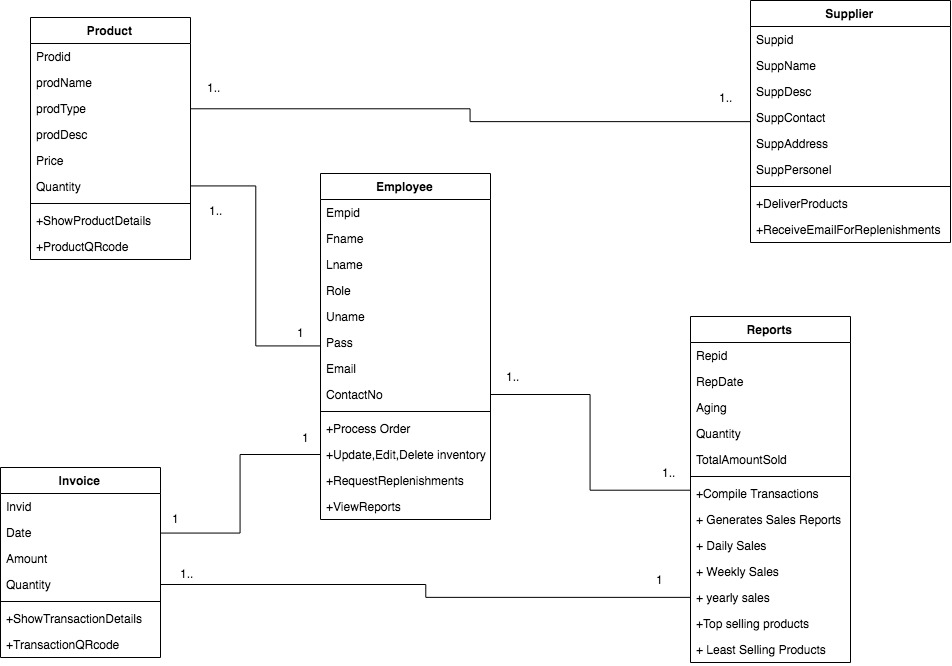 Product
Prodid
prodName
prodType
prodDesc
Price
Quantity
+ShowProductDetails
+ProductQRcode
1..
1..
Supplier
Suppid
SuppName
SuppDesc
SuppContact
SuppAddress
SuppPersonel
+DeliverProducts
+ReceiveEmailForReplenishments
1..
1
Employee
Empid
Fname
Lname
Role
Uname
Pass
Email
ContactNo
+Process Order
+Update,Edit,Delete inventory
+RequestReplenishments
+ViewReports
1..
1..
1
Reports
Repid
RepDate
Aging
Quantity
TotalAmountSold
+Compile Transactions
+ Generates Sales Reports
+ Daily Sales
+ Weekly Sales
+ yearly sales
+Top selling products
+ Least Selling Products
Invoice
Invid
Date
Amount
Quantity
+ShowTransactionDetails
+TransactionQRcode
1
1..
1